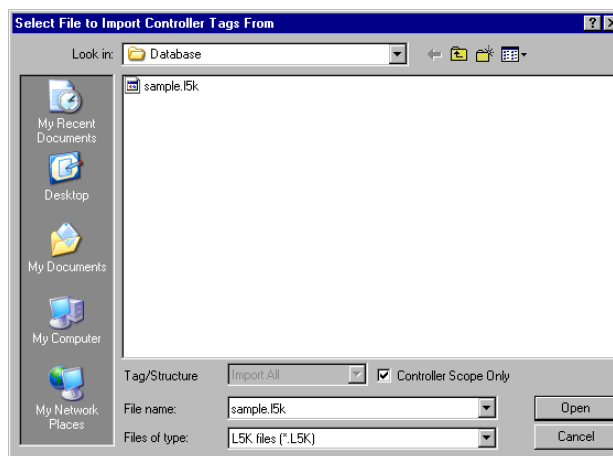 Select File to Import Controller Tags From
Look in: Database
sample.l5k
My Recent
Documents
Desktop
My Documents
My Computer
My Network
Places
Tag/Structure Import All Controller Scope Only
File name: sample.l5k Open
Files of type: L5K files (*.L5K) Cancel